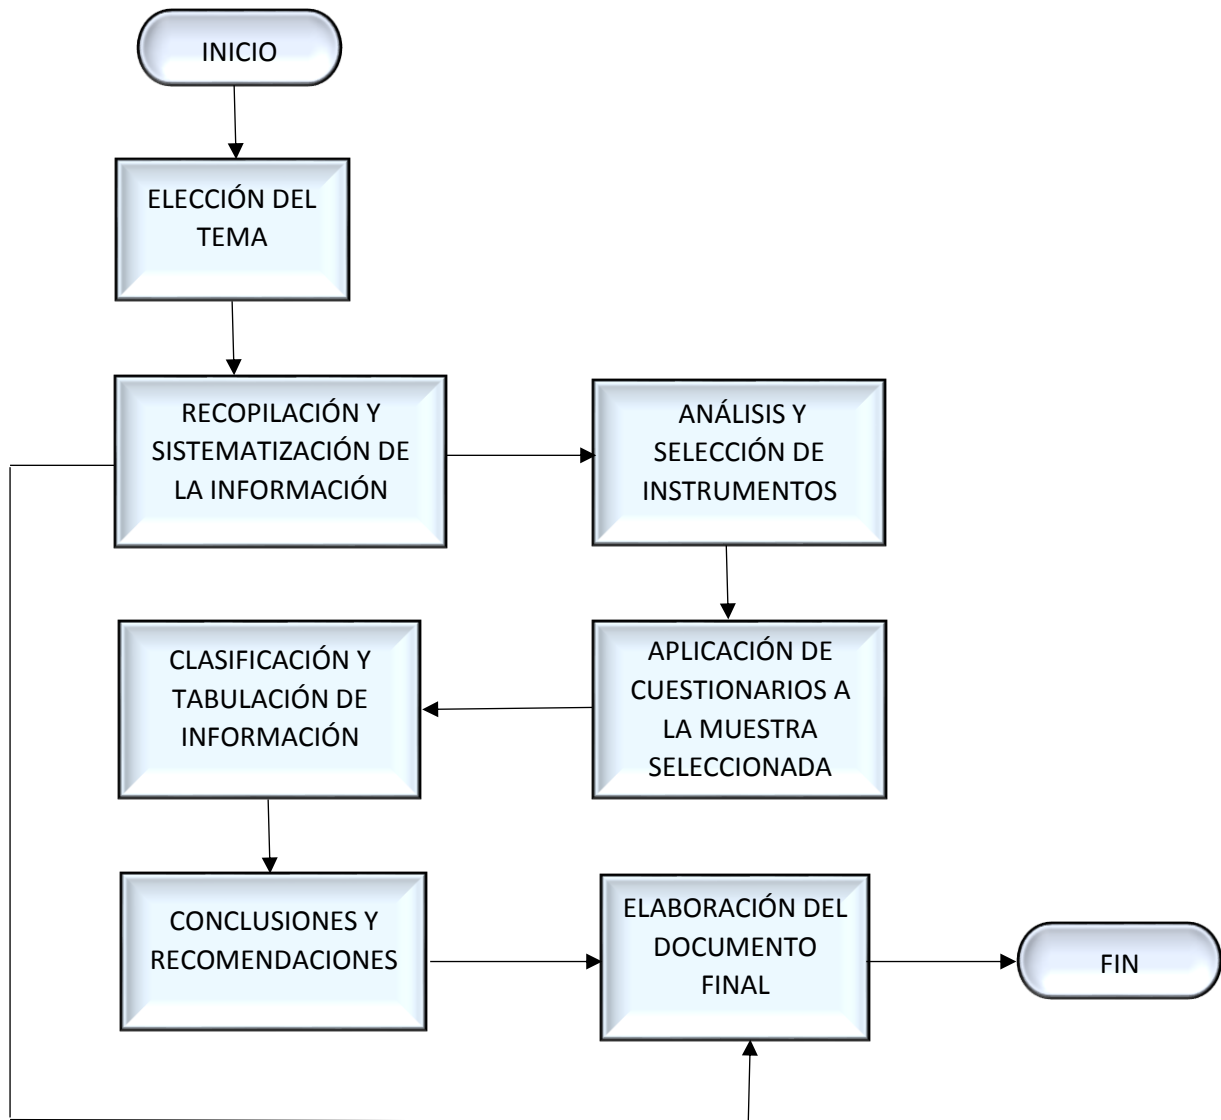 INICIO
ELECCIÓN DEL
TEMA
RECOPILACIÓN Y
SISTEMATIZACIÓN DE
LA INFORMACIÓN
ANÁLISIS Y
SELECCIÓN DE
INSTRUMENTOS
APLICACIÓN DE
CUESTIONARIOS A
LA MUESTRA
SELECCIONADA
CLASIFICACIÓN Y
TABULACIÓN DE
INFORMACIÓN
CONCLUSIONES Y
RECOMENDACIONES
ELABORACIÓN DEL
DOCUMENTO
FINAL
FIN